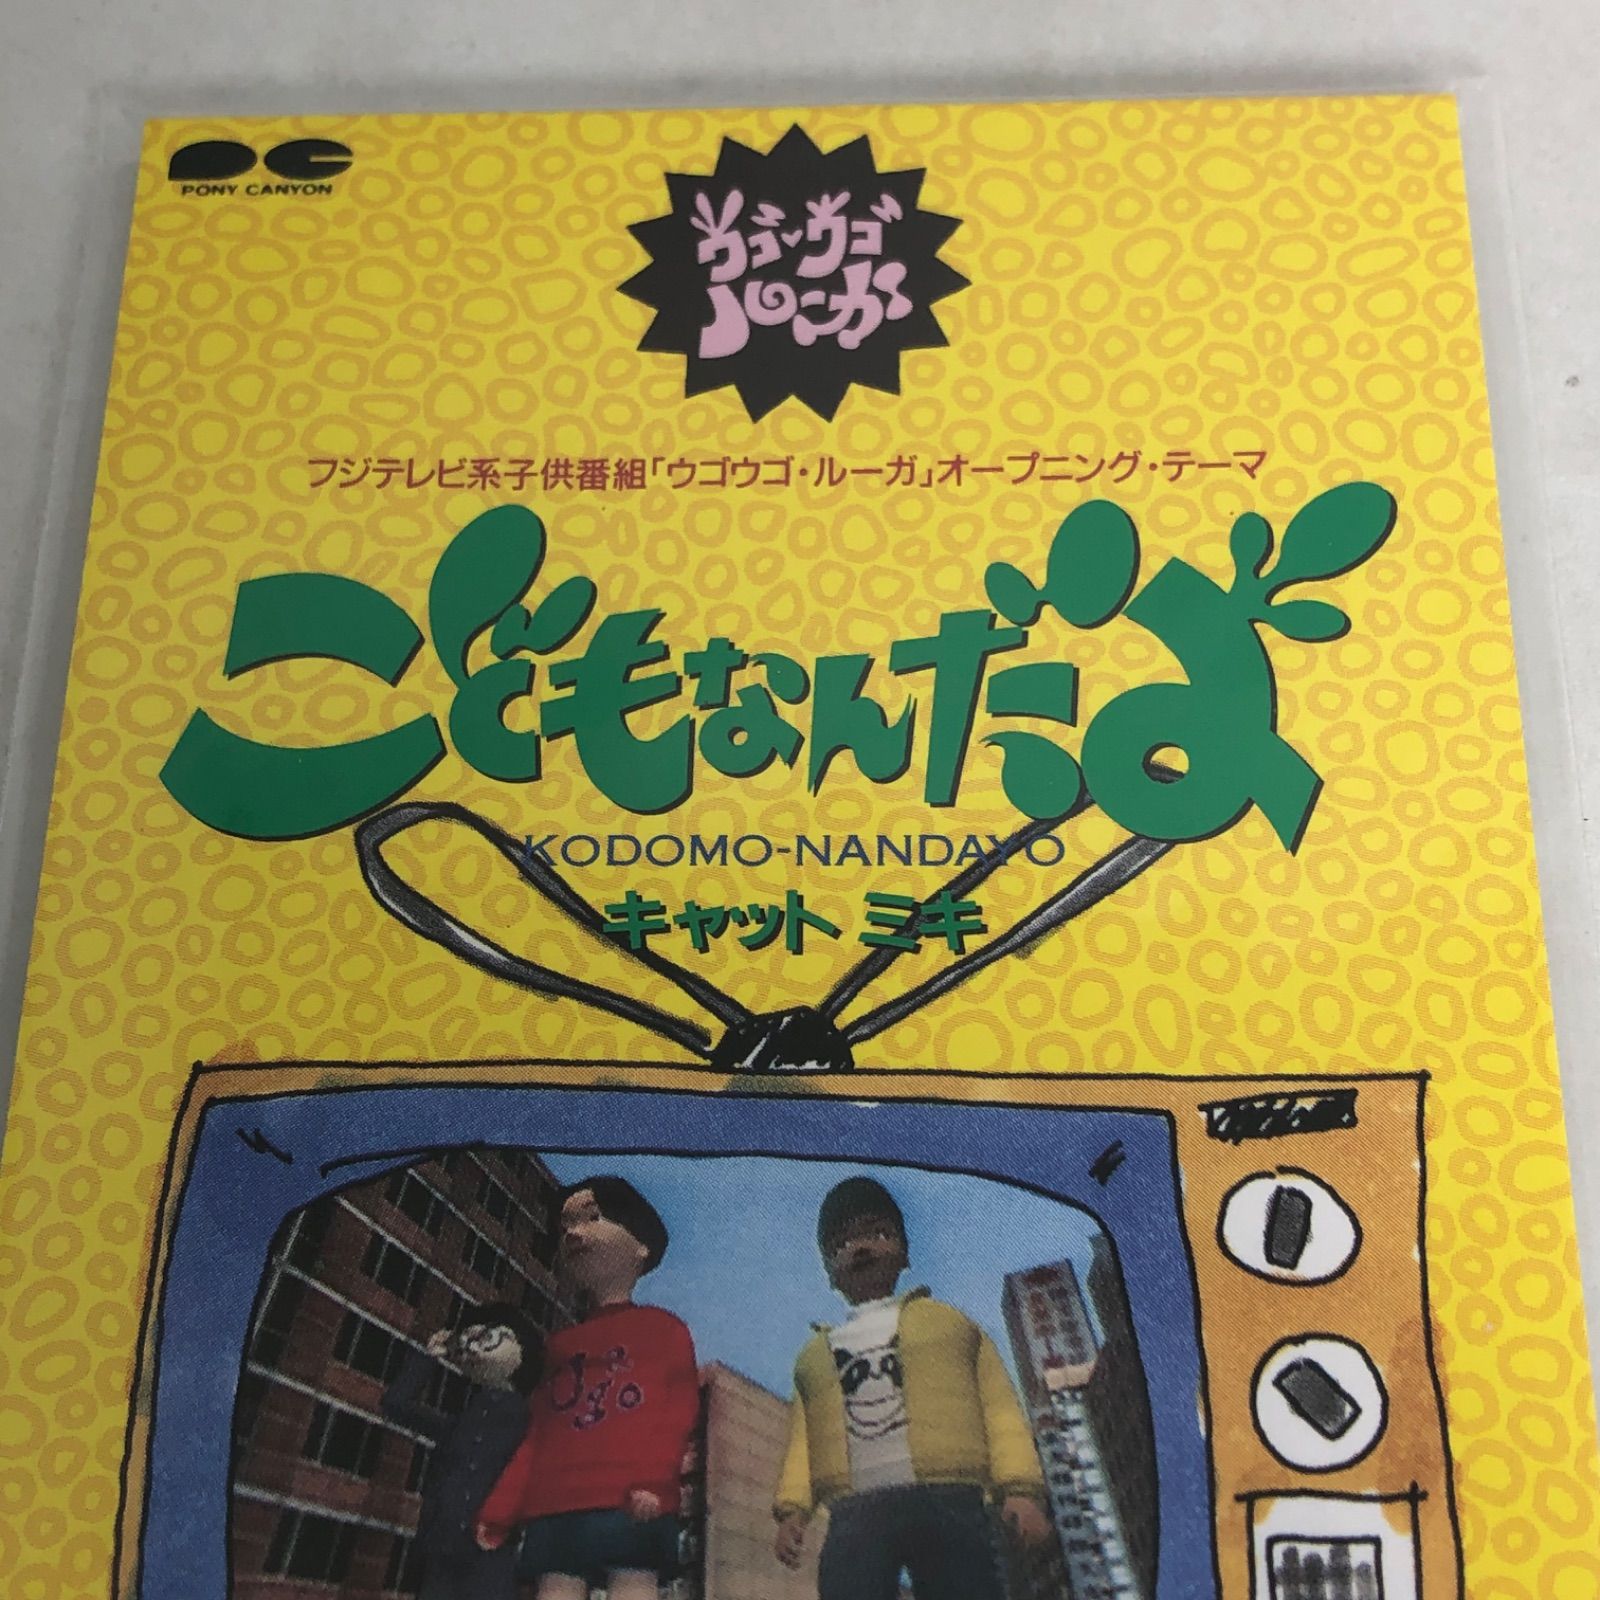 PONY CANYON
ウゴウゴ
ルーガ
フジテレビ系子供番組「ウゴウゴ・ルーガ」オープニング・テーマ
こどもなんだよ
KODOMO-NANDAYO
キャット ミキ